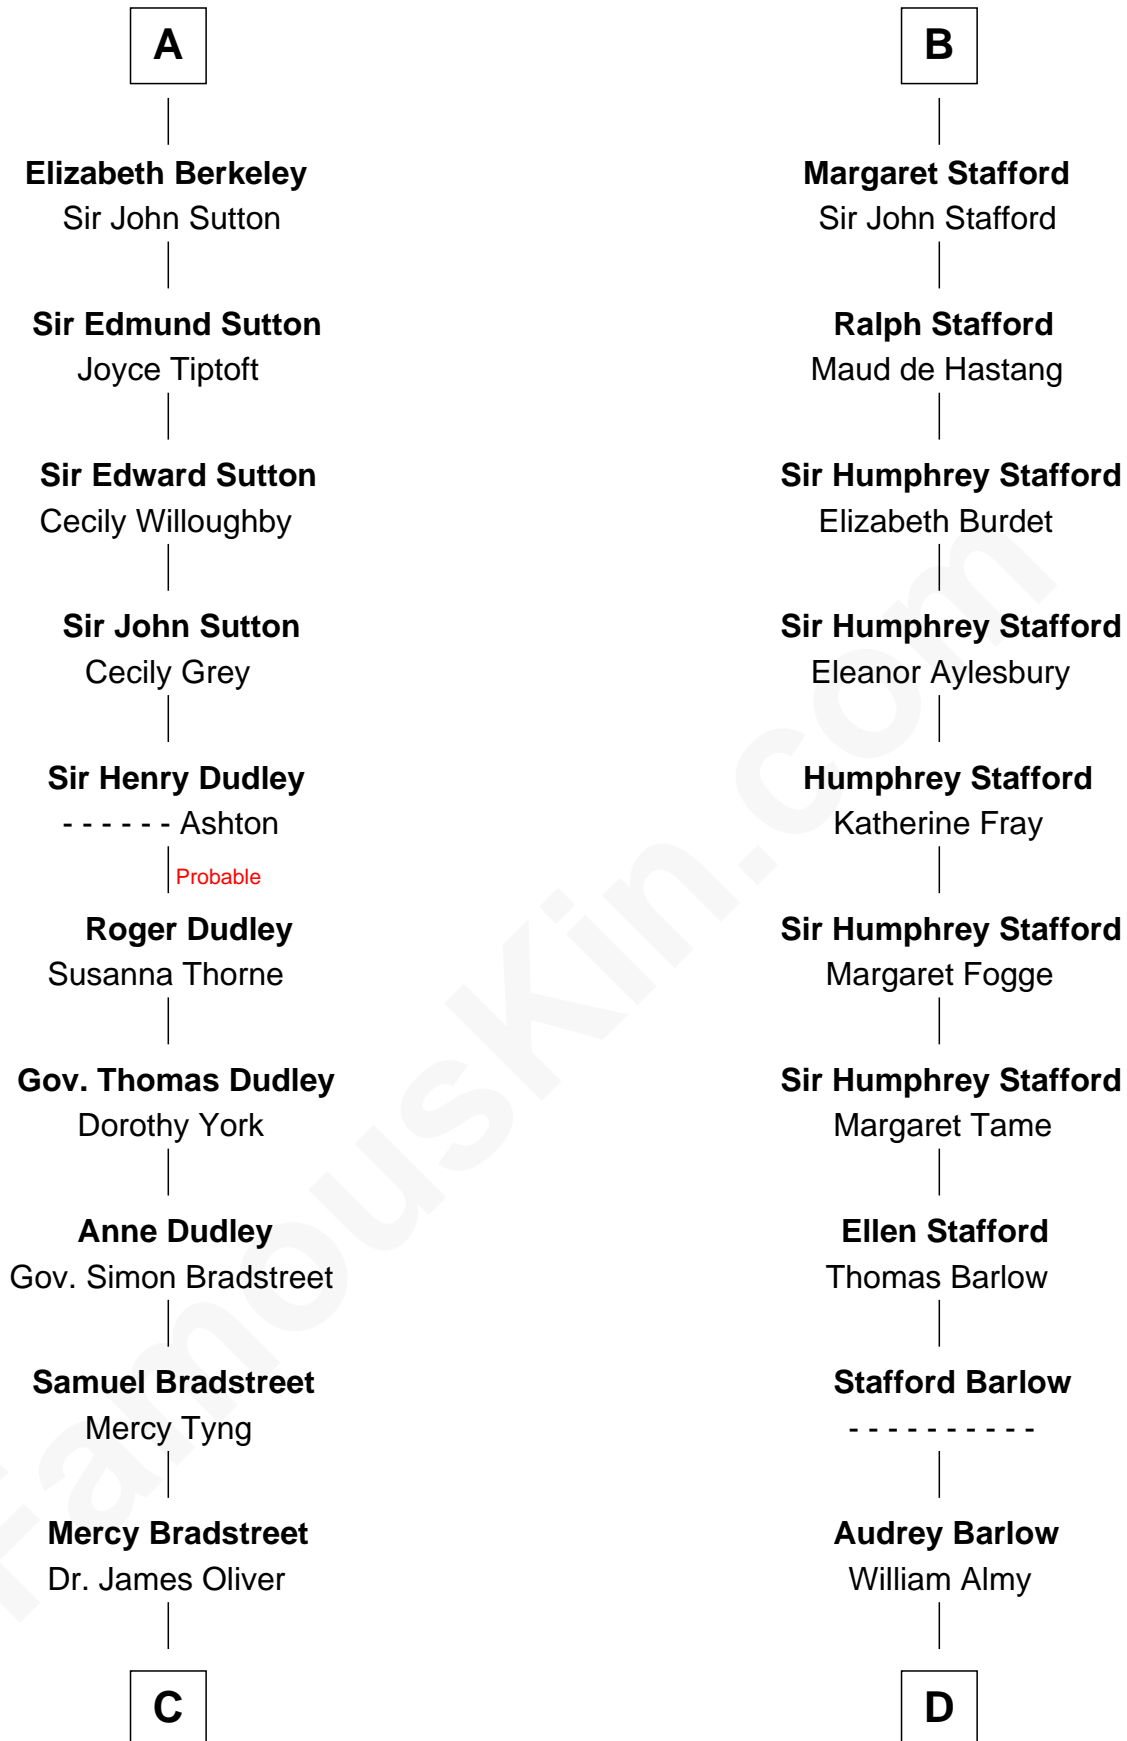 A
Elizabeth Berkeley
Sir John Sutton
Sir Edmund Sutton
Joyce Tiptoft
Sir Edward Sutton
Cecily Willoughby
Sir John Sutton
Cecily Grey
Sir Henry Dudley
- - - - - - Ashton
Probable
Roger Dudley
Susanna Thorne
Gov. Thomas Dudley
Dorothy York
Anne Dudley
Gov. Simon Bradstreet
Samuel Bradstreet
Mercy Tyng
Mercy Bradstreet
Dr. James Oliver
C
B
Margaret Stafford
Sir John Stafford
Ralph Stafford
Maud de Hastang
Sir Humphrey Stafford
Elizabeth Burdet
Sir Humphrey Stafford
Eleanor Aylesbury
Humphrey Stafford
Katherine Fray
Sir Humphrey Stafford
Margaret Fogge
Sir Humphrey Stafford
Margaret Tame
Ellen Stafford
Thomas Barlow
Stafford Barlow
- - - - - - - - - -
Audrey Barlow
William Almy
D
FamousKin.com